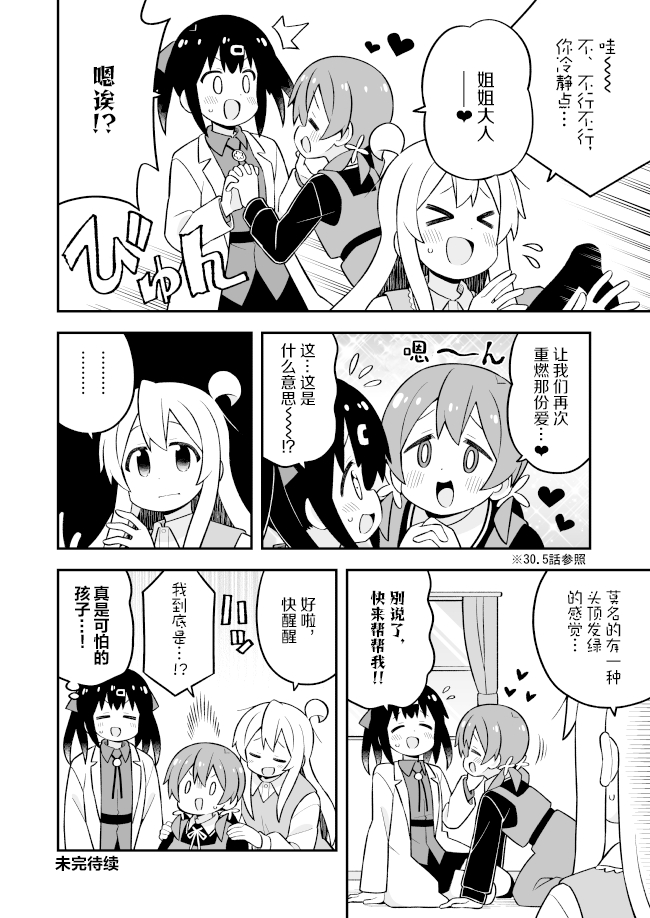 哇~~
不、不行不行！
你冷静点…
姐姐大人
——♥
嗯诶!?
びゅん
让我们再次
重燃那份爱…♥
嗯~ん
这…这是
什么意思
~~!?
…………
…………
※30.5話参照
莫名的有一种
头顶发绿
的感觉…
别说了，
快来帮帮我!!
好啦，
快醒醒
ハッ
我到底是…!?
真是可怕的
孩子…!
未完待续